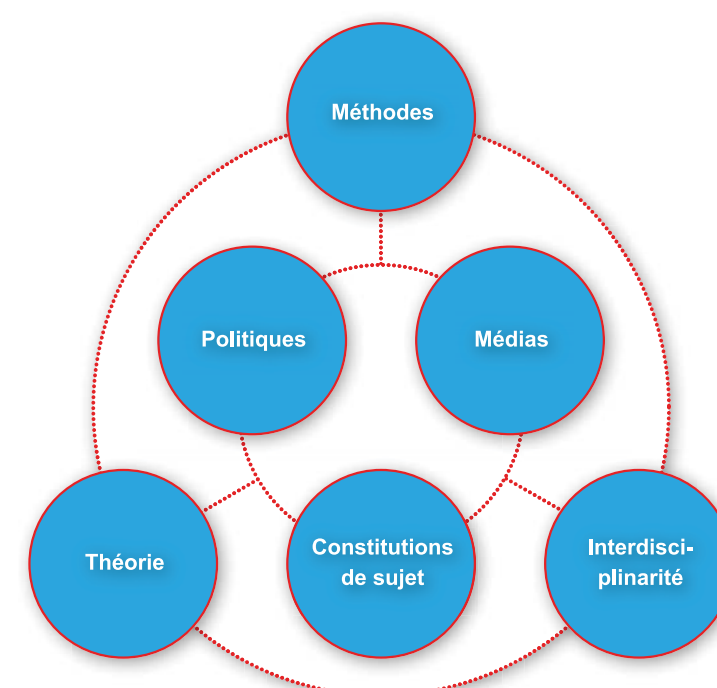 Méthodes
Politiques
Médias
Théorie
Constitutions
de sujet
Interdisci-
plinarité